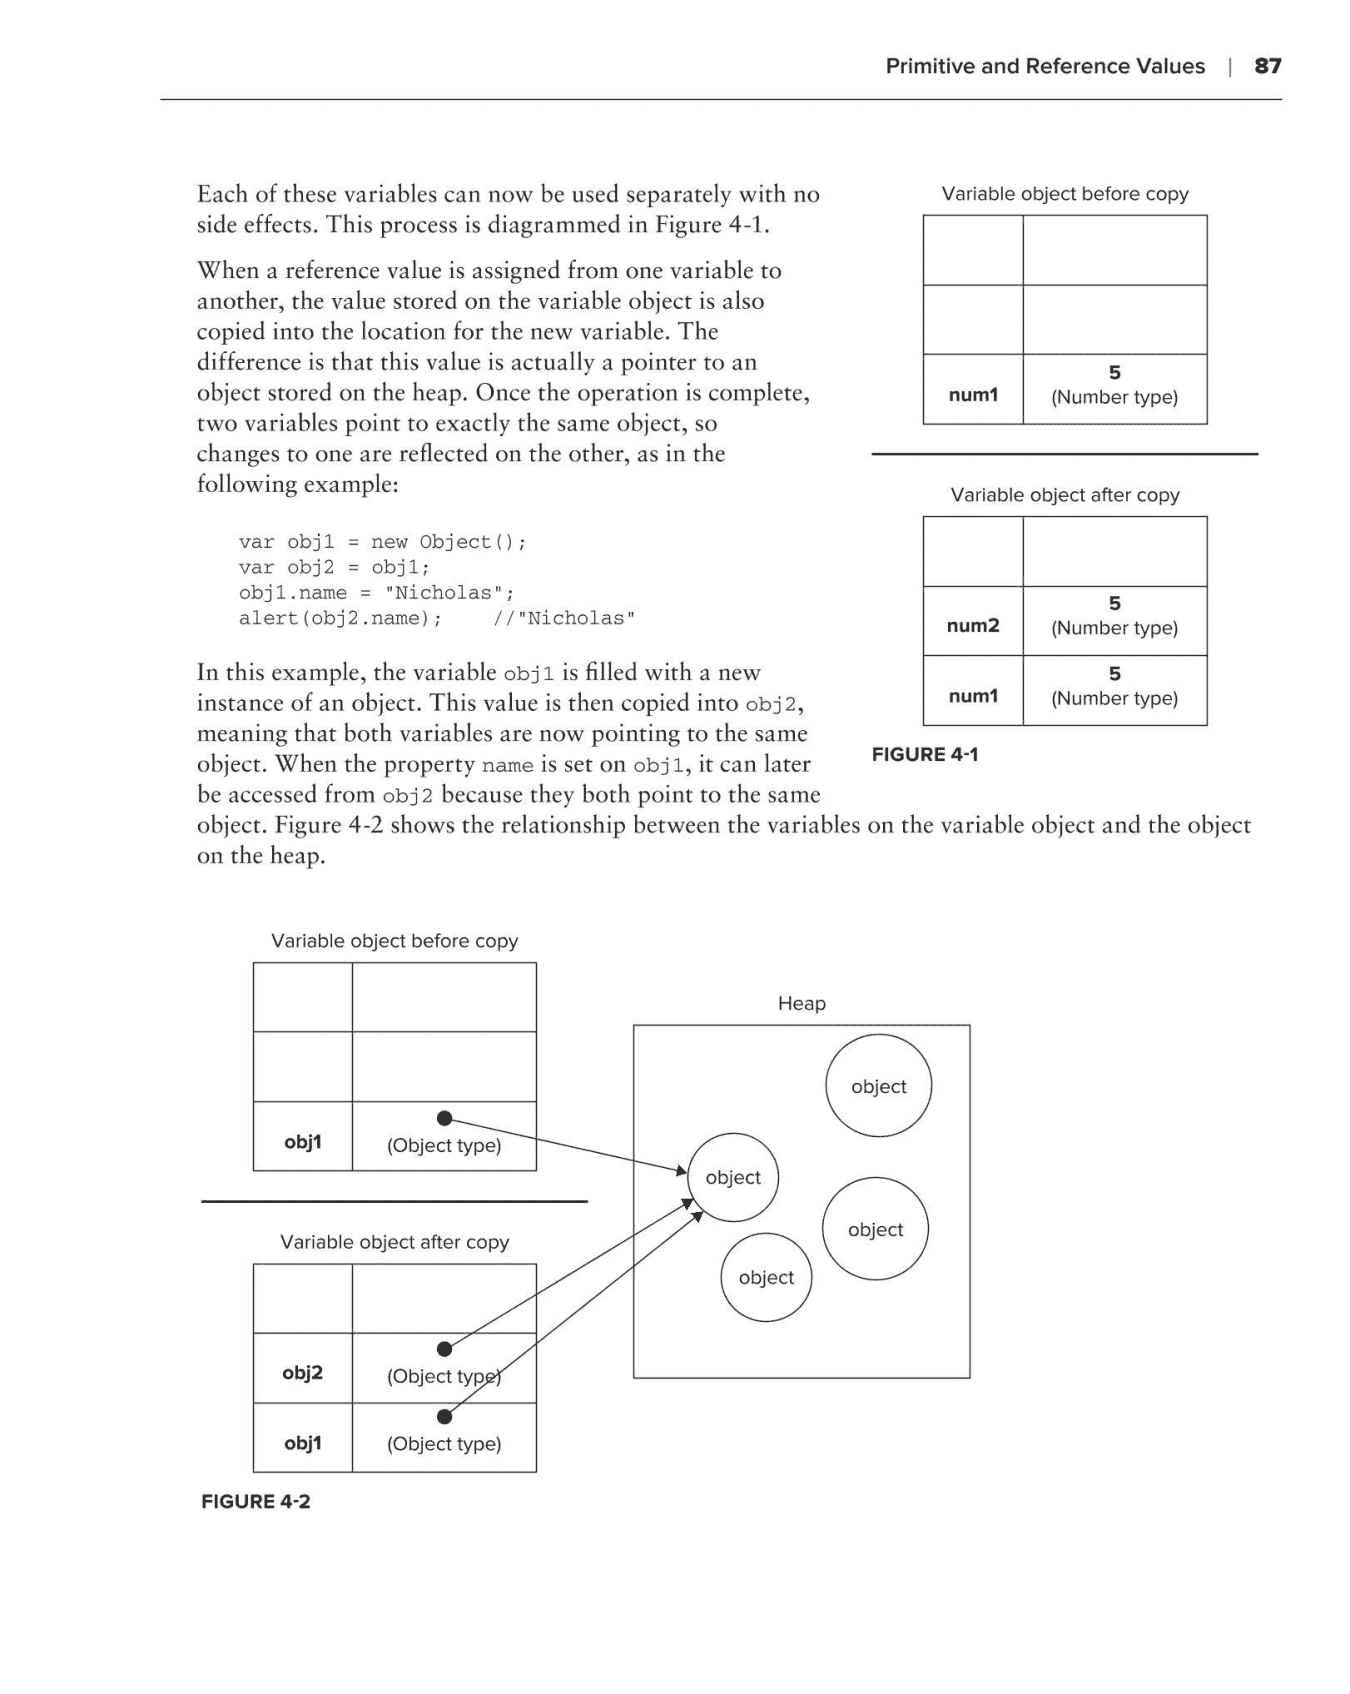 Primitive and Reference Values | 87
Each of these variables can now be used separately with no
side effects. This process is diagrammed in Figure 4-1.
When a reference value is assigned from one variable to
another, the value stored on the variable object is also
copied into the location for the new variable. The
difference is that this value is actually a pointer to an
object stored on the heap. Once the operation is complete,
two variables point to exactly the same object, so
changes to one are reflected on the other, as in the
following example:
var obj1 = new Object();
var obj2 = obj1;
obj1.name = "Nicholas";
alert(obj2.name);    //"Nicholas"
In this example, the variable obj1 is filled with a new
instance of an object. This value is then copied into obj2,
meaning that both variables are now pointing to the same
object. When the property name is set on obj1, it can later
be accessed from obj2 because they both point to the same
object. Figure 4-2 shows the relationship between the variables on the variable object and the object
on the heap.
Variable object before copy
5
num1
(Number type)
Variable object after copy
5
num2
(Number type)
5
num1
(Number type)
FIGURE 4-1
Variable object before copy
obj1
(Object type)
Variable object after copy
obj2
(Object type)
obj1
(Object type)
Heap
object
object
object
object
FIGURE 4-2